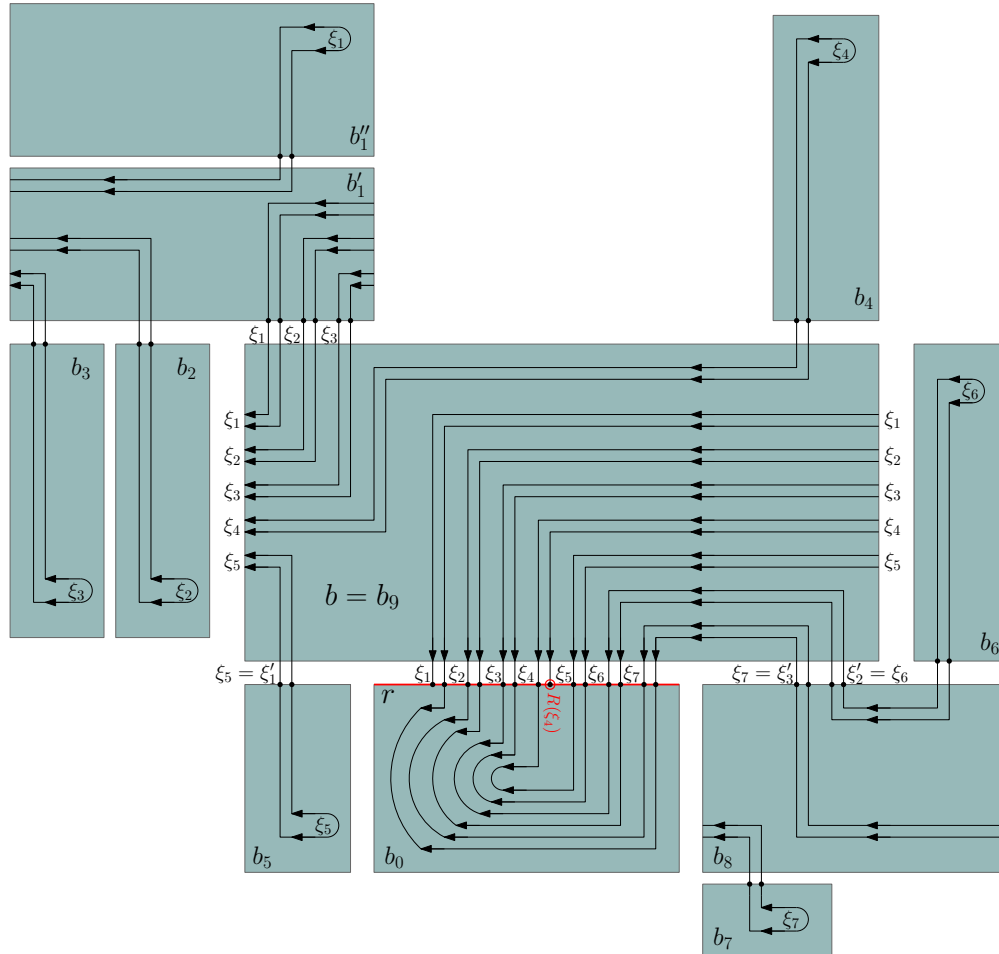 ξ₁
b₁″
ξ₄
b₁′
b₄
ξ₁ ξ₂ ξ₃
b₃ b₂
ξ₆
ξ₁ ξ₁
ξ₂ ξ₂
ξ₃ ξ₃
ξ₄ ξ₄
ξ₅ ξ₅
ξ₃ ξ₂
b = b₉
b₆
ξ₅ = ξ₁′ ξ₁ ξ₂ ξ₃ ξ₄ ξ₅ ξ₆ ξ₇ ξ₇ = ξ₃′ ξ₂′ = ξ₆
r
R(ξ₄)
ξ₅
b₅ b₀ b₈
ξ₇
b₇